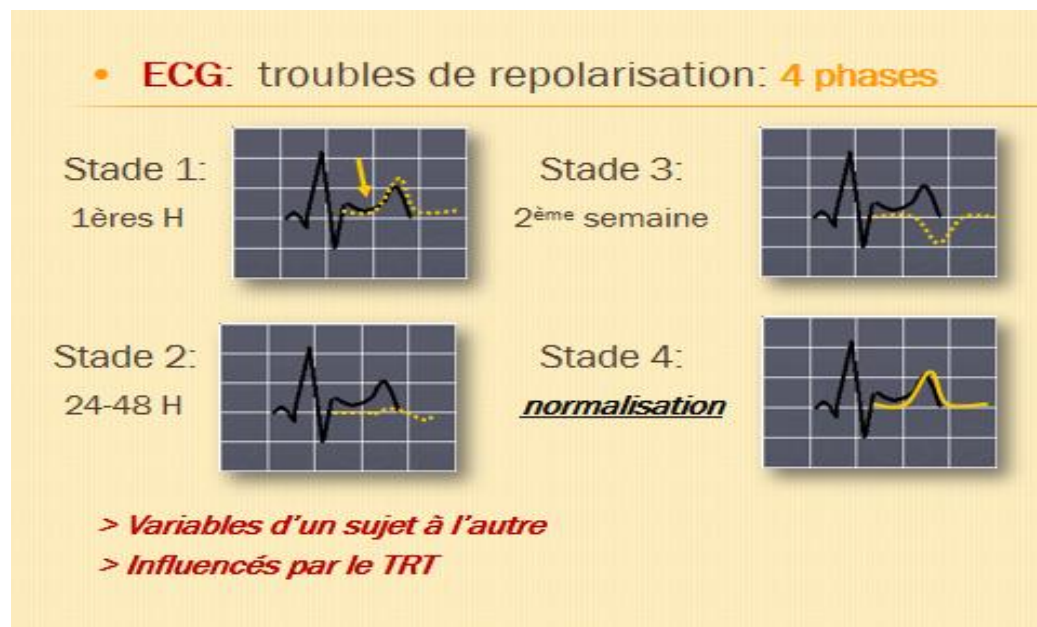 • ECG: troubles de repolarisation: 4 phases
Stade 1:
1ères H
Stade 2:
24-48 H
Stade 3:
2ème semaine
Stade 4:
normalisation
> Variables d'un sujet à l'autre
> Influencés par le TRT